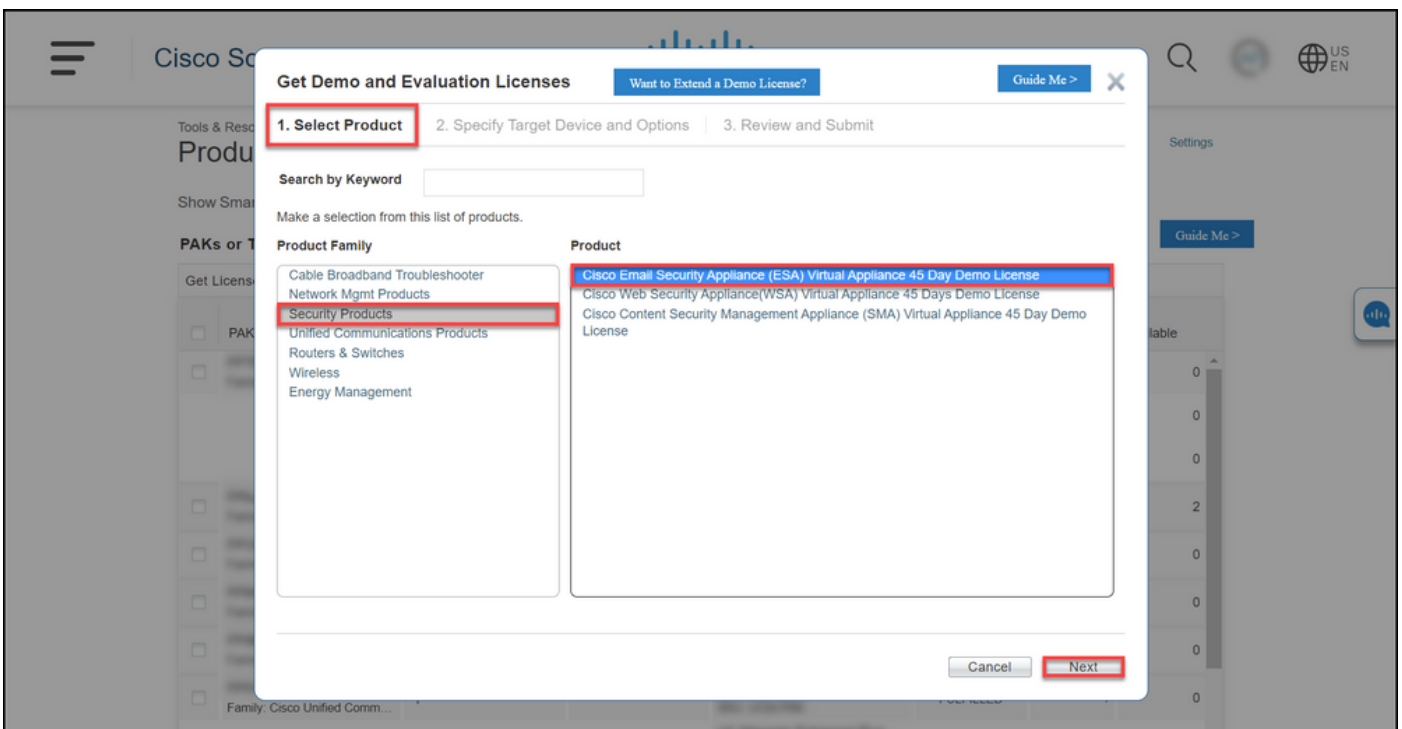 Cisco So
US
EN
Get Demo and Evaluation Licenses
Want to Extend a Demo License?
Guide Me >
Tools & Reso
1. Select Product
2. Specify Target Device and Options
3. Review and Submit
Produ
Settings
Search by Keyword
Show Smar
Make a selection from this list of products.
Guide Me >
PAKs or T
Product Family
Product
Get Licens
Cable Broadband Troubleshooter
Network Mgmt Products
Security Products
Unified Communications Products
Routers & Switches
Wireless
Energy Management
Cisco Email Security Appliance (ESA) Virtual Appliance 45 Day Demo License
Cisco Web Security Appliance(WSA) Virtual Appliance 45 Days Demo License
Cisco Content Security Management Appliance (SMA) Virtual Appliance 45 Day Demo
License
PAK
lable
0
0
0
2
0
0
0
0
Cancel
Next
Family: Cisco Unified Comm...